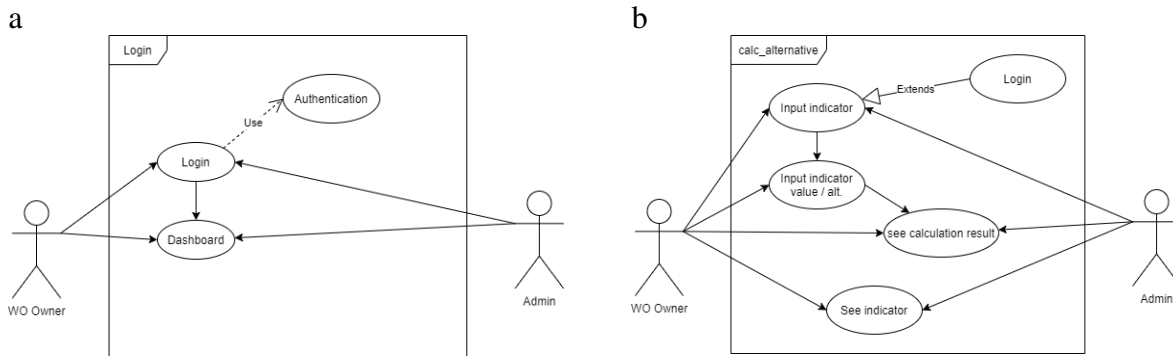 a
Login
Authentication
Use
Login
Dashboard
WO Owner
Admin
b
calc_alternative
Login
Extends
Input indicator
Input indicator
value / alt.
see calculation result
See indicator
WO Owner
Admin